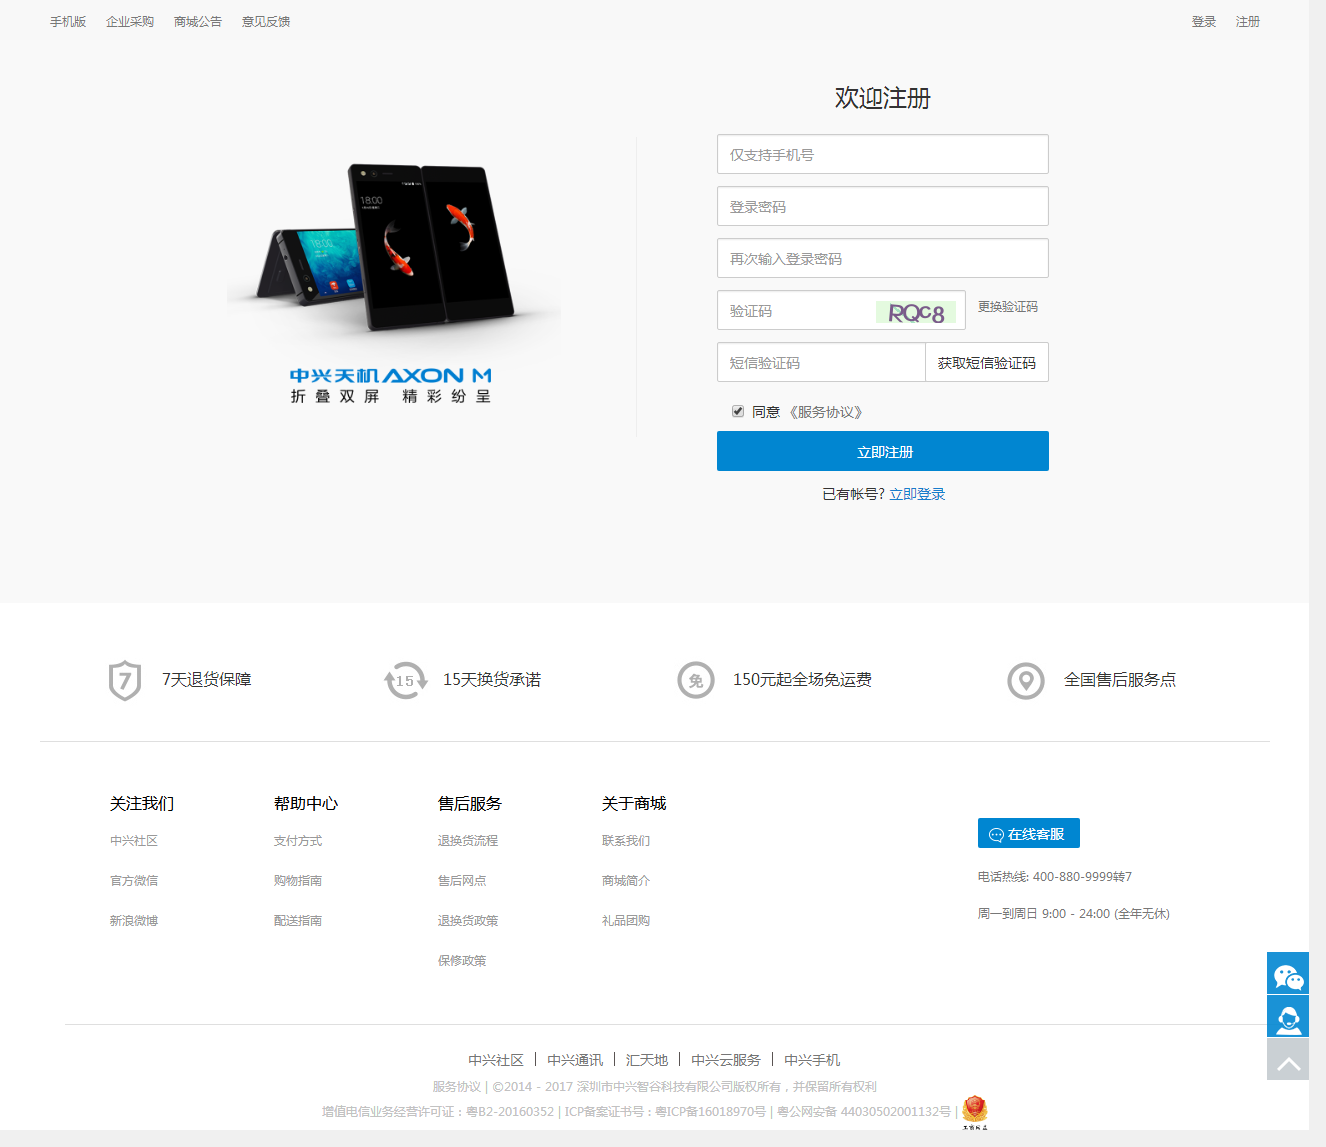 手机版 企业采购 商城公告 意见反馈 登录 注册
欢迎注册
仅支持手机号
登录密码
再次输入登录密码
验证码 RQc8 更换验证码
短信验证码 获取短信验证码
同意 《服务协议》
立即注册
已有帐号? 立即登录
18:00
18:00
中兴天机 AXON M
折叠双屏 精彩纷呈
7 7天退货保障 15 15天换货承诺 免 150元起全场免运费 全国售后服务点
关注我们 帮助中心 售后服务 关于商城
中兴社区 支付方式 退换货流程 联系我们
官方微信 购物指南 售后网点 商城简介
新浪微博 配送指南 退换货政策 礼品团购
保修政策
在线客服
电话热线: 400-880-9999转7
周一到周日 9:00 - 24:00 (全年无休)
中兴社区 | 中兴通讯 | 汇天地 | 中兴云服务 | 中兴手机
服务协议 | ©2014 - 2017 深圳市中兴智谷科技有限公司版权所有，并保留所有权利
增值电信业务经营许可证：粤B2-20160352 | ICP备案证书号：粤ICP备16018970号 | 粤公网安备 44030502001132号 |